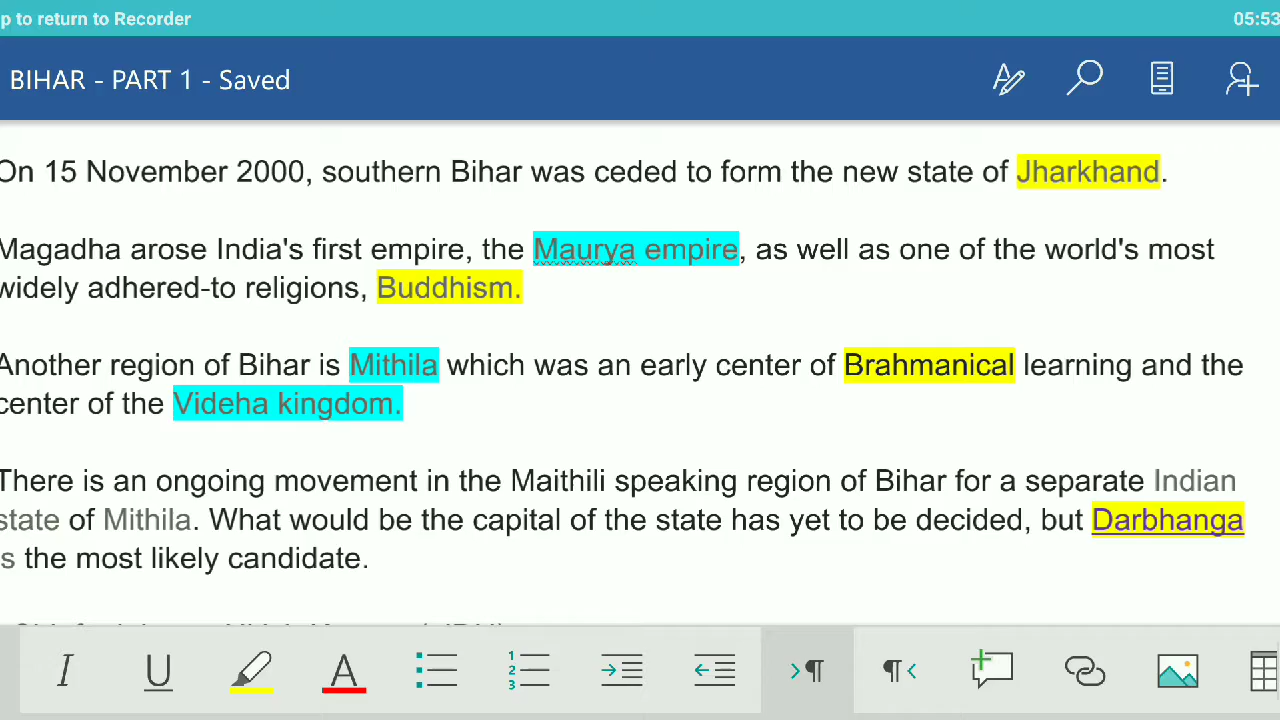 p to return to Recorder
05:53
BIHAR - PART 1 - Saved
On 15 November 2000, southern Bihar was ceded to form the new state of Jharkhand.
Magadha arose India's first empire, the Maurya empire, as well as one of the world's most
widely adhered-to religions, Buddhism.
Another region of Bihar is Mithila which was an early center of Brahmanical learning and the
center of the Videha kingdom.
There is an ongoing movement in the Maithili speaking region of Bihar for a separate Indian
state of Mithila. What would be the capital of the state has yet to be decided, but Darbhanga
s the most likely candidate.